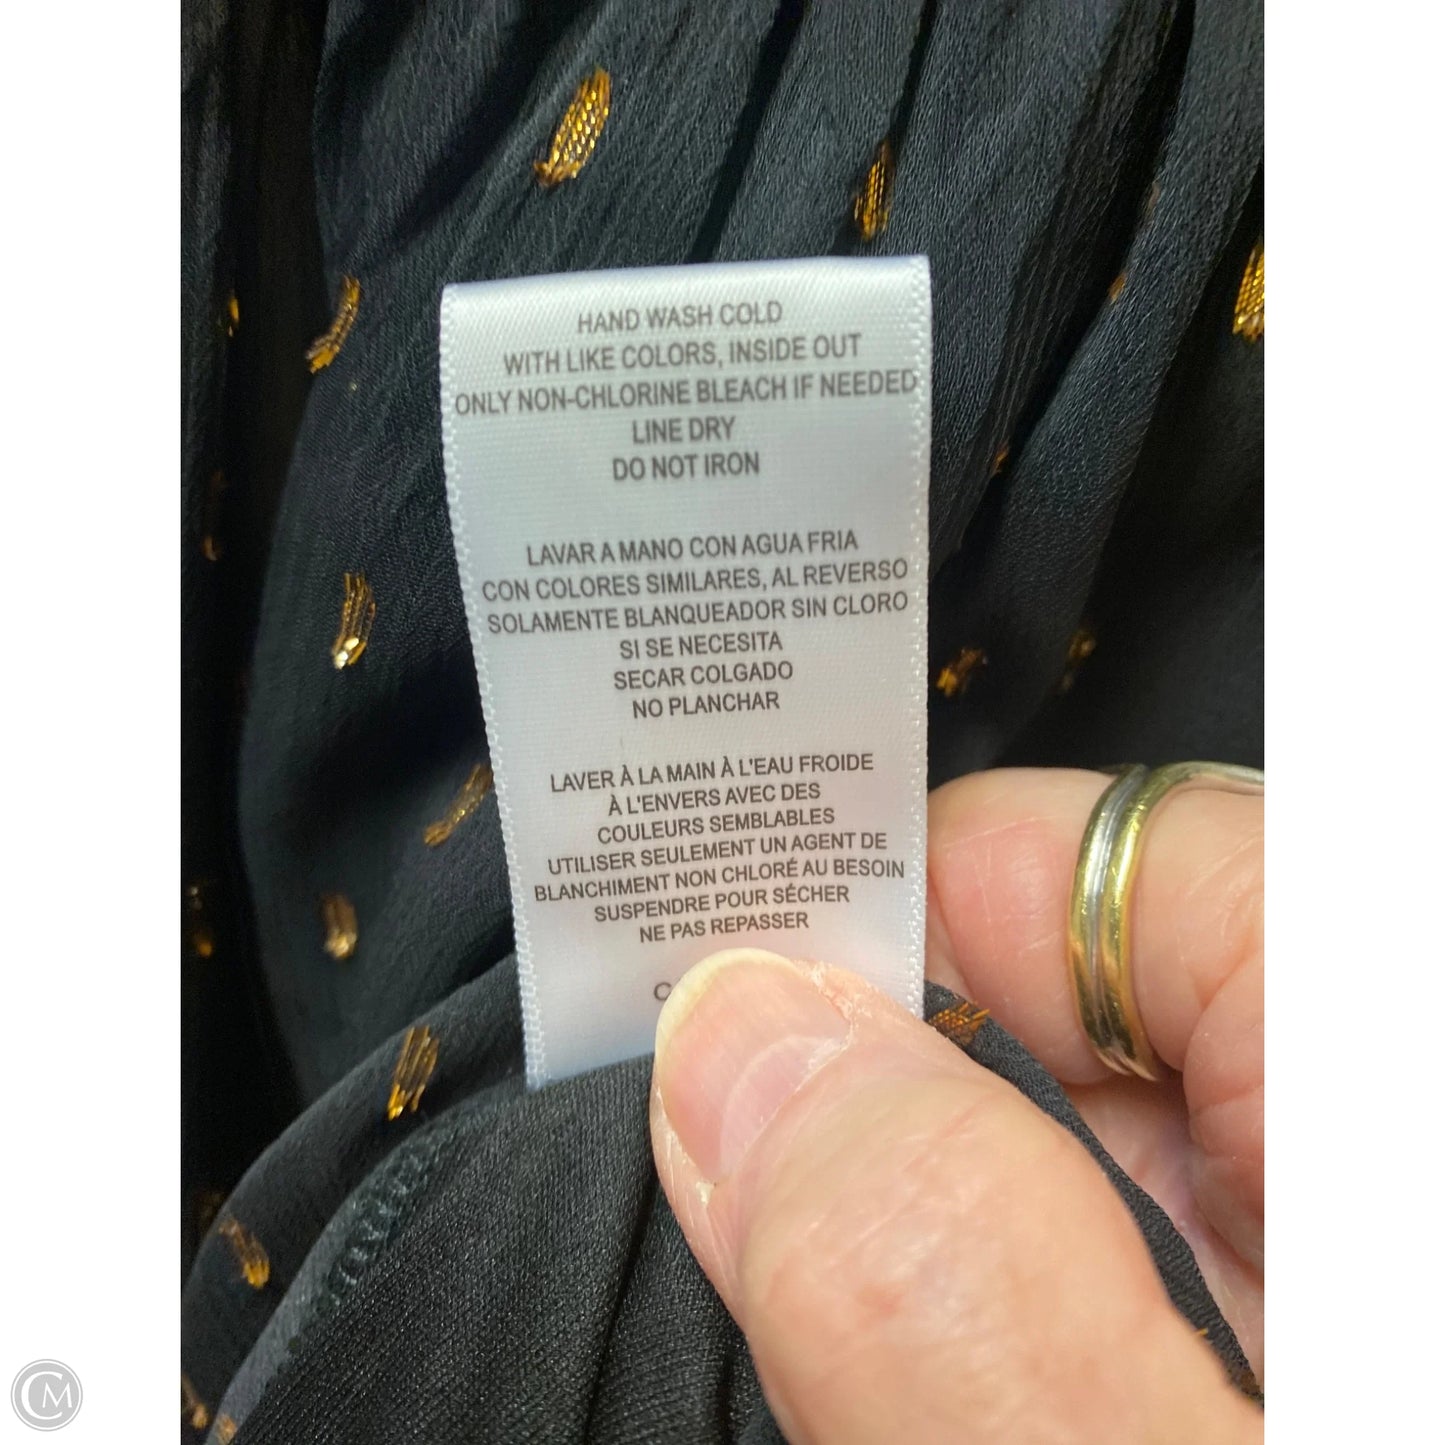 HAND WASH COLD
WITH LIKE COLORS, INSIDE OUT
ONLY NON-CHLORINE BLEACH IF NEEDED
LINE DRY
DO NOT IRON
LAVAR A MANO CON AGUA FRIA
CON COLORES SIMILARES, AL REVERSO
SOLAMENTE BLANQUEADOR SIN CLORO
SI SE NECESITA
SECAR COLGADO
NO PLANCHAR
LAVER À LA MAIN À L'EAU FROIDE
À L'ENVERS AVEC DES
COULEURS SEMBLABLES
UTILISER SEULEMENT UN AGENT DE
BLANCHIMENT NON CHLORÉ AU BESOIN
SUSPENDRE POUR SÉCHER
NE PAS REPASSER
CM